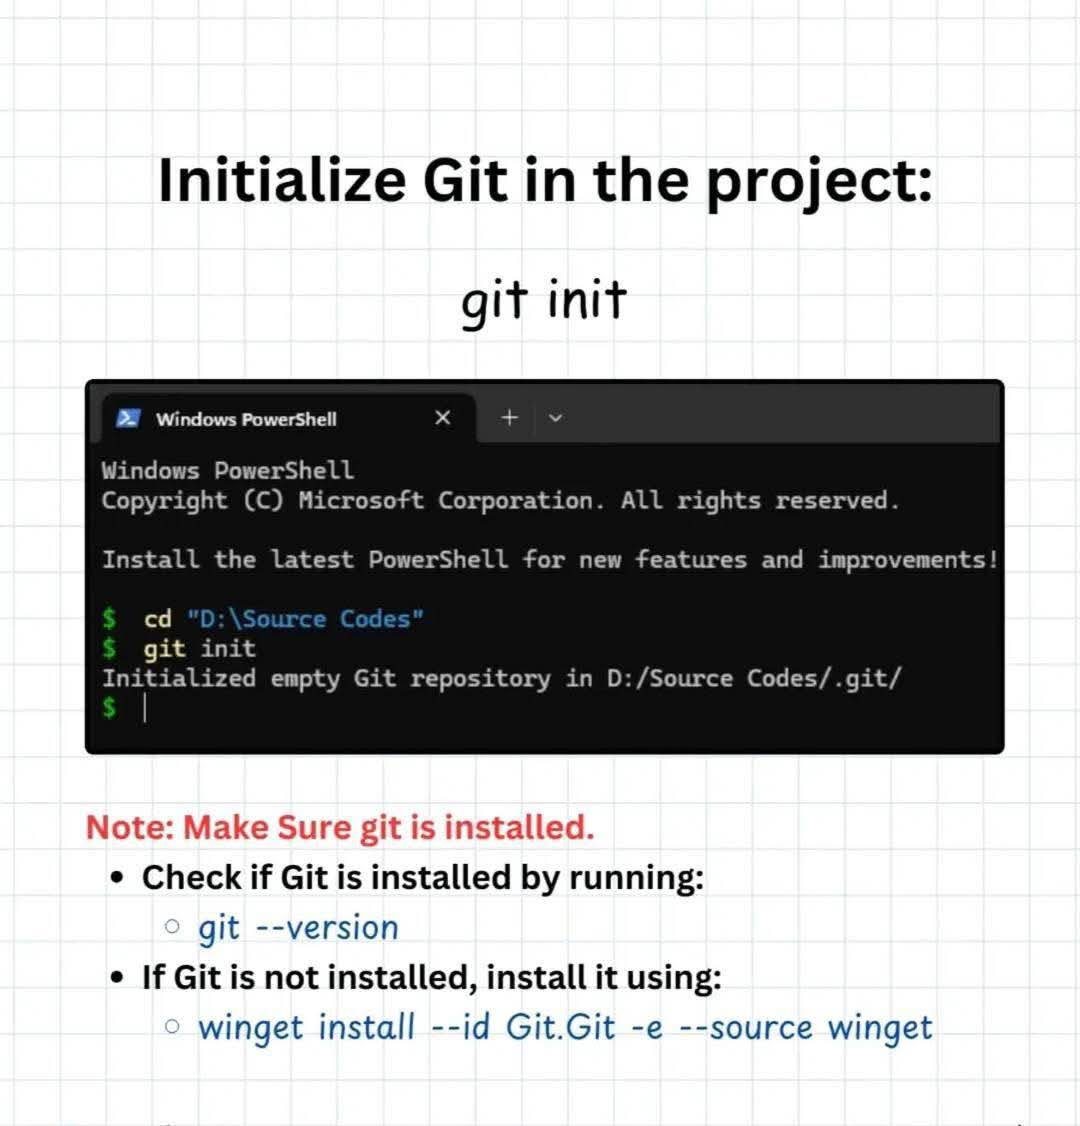 Initialize Git in the project:
git init
Windows PowerShell
Windows PowerShell
Copyright (C) Microsoft Corporation. All rights reserved.
Install the latest PowerShell for new features and improvements!
$ cd "D:\Source Codes"
$ git init
Initialized empty Git repository in D:/Source Codes/.git/
$
Note: Make Sure git is installed.
• Check if Git is installed by running:
○ git --version
• If Git is not installed, install it using:
○ winget install --id Git.Git -e --source winget